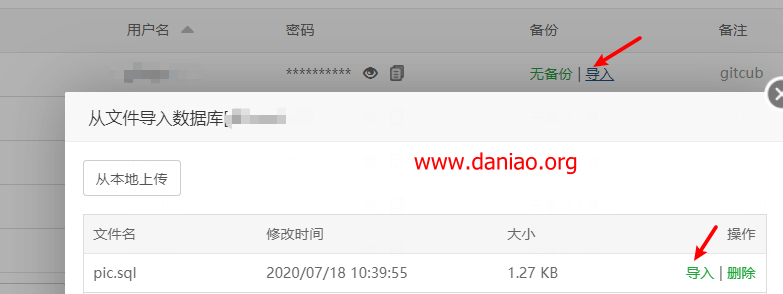 用户名 密码 备份 备注
********** 无备份 | 导入 gitcub
从文件导入数据库[
www.daniao.org
从本地上传
文件名 修改时间 大小 操作
pic.sql 2020/07/18 10:39:55 1.27 KB 导入 | 删除